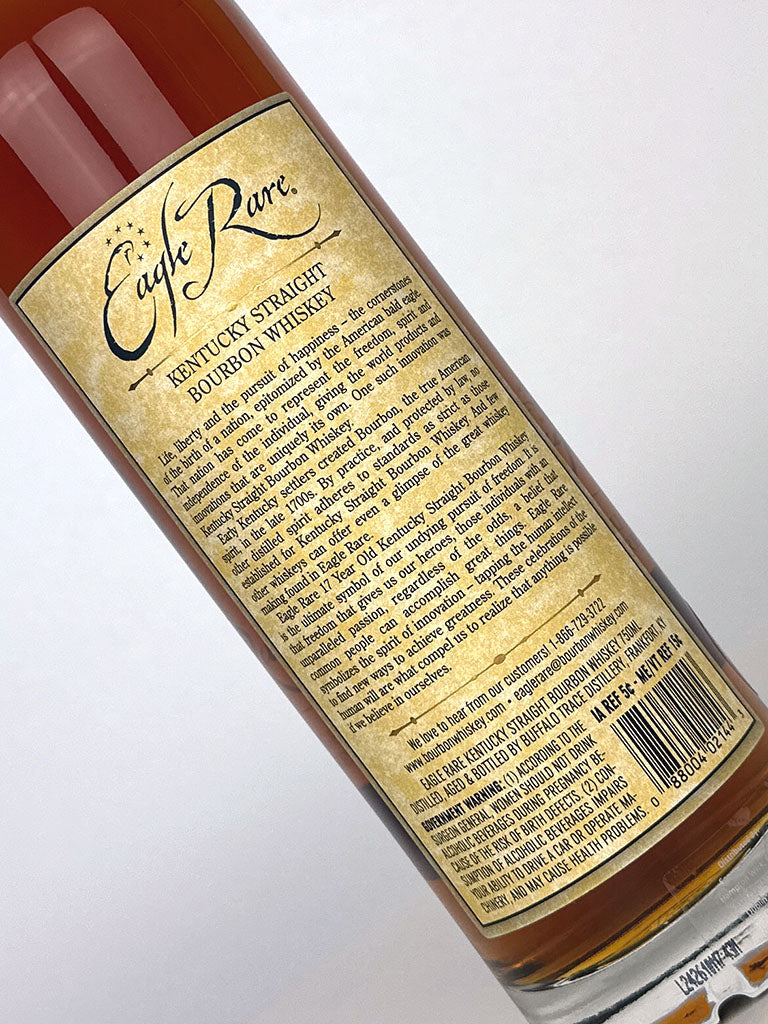 Eagle Rare®
KENTUCKY STRAIGHT
BOURBON WHISKEY
Life, liberty and the pursuit of happiness – the cornerstones
of the birth of a nation, epitomized by the American bald eagle.
That nation has come to represent the freedom, spirit and
independence of the individual, giving the world products and
innovations that are uniquely its own. One such innovation was
Kentucky Straight Bourbon Whiskey.
Early Kentucky settlers created Bourbon, the true American
spirit in the late 1700s. By practice, and protected by law, no
other distilled spirit adheres to standards as strict as those
established for Kentucky Straight Bourbon Whiskey. And few
other whiskeys can offer even a glimpse of the great whiskey
making found in Eagle Rare.
Eagle Rare 17 Year Old Kentucky Straight Bourbon Whiskey
is the ultimate symbol of our undying pursuit of freedom. It is
that freedom that gives us our heroes, those individuals with an
unparalleled passion, regardless of the odds, a belief that
common people can accomplish great things. Eagle Rare
symbolizes the spirit of innovation – tapping the human intellect
to find new ways to achieve greatness. These celebrations of the
human will are what compel us to realize that anything is possible
if we believe in ourselves.
We love to hear from our customers! 1-866-729-3722
www.bourbonwhiskey.com • eaglerare@bourbonwhiskey.com
EAGLE RARE KENTUCKY STRAIGHT BOURBON WHISKEY 750ML
DISTILLED, AGED & BOTTLED BY BUFFALO TRACE DISTILLERY, FRANKFORT, KY
IA REF 5¢ - ME/VT REF 15¢
GOVERNMENT WARNING: (1) ACCORDING TO THE
SURGEON GENERAL, WOMEN SHOULD NOT DRINK
ALCOHOLIC BEVERAGES DURING PREGNANCY BE-
CAUSE OF THE RISK OF BIRTH DEFECTS. (2) CON-
SUMPTION OF ALCOHOLIC BEVERAGES IMPAIRS
YOUR ABILITY TO DRIVE A CAR OR OPERATE MA-
CHINERY, AND MAY CAUSE HEALTH PROBLEMS.
0 88004 02144 3